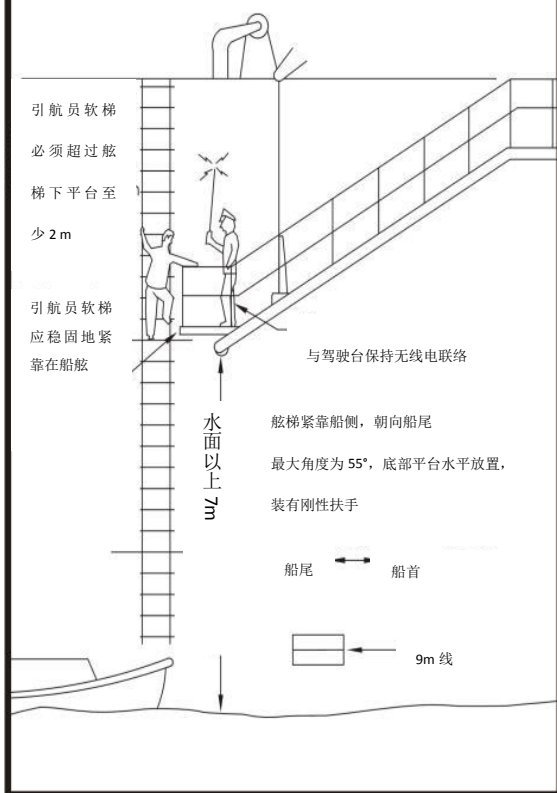 引航员软梯
必须超过舷
梯下平台至
少 2 m
引航员软梯
应稳固地紧
靠在船舷
与驾驶台保持无线电联络
水面以上 7m
舷梯紧靠船侧，朝向船尾
最大角度为 55°，底部平台水平放置，
装有刚性扶手
船尾 船首
9m 线